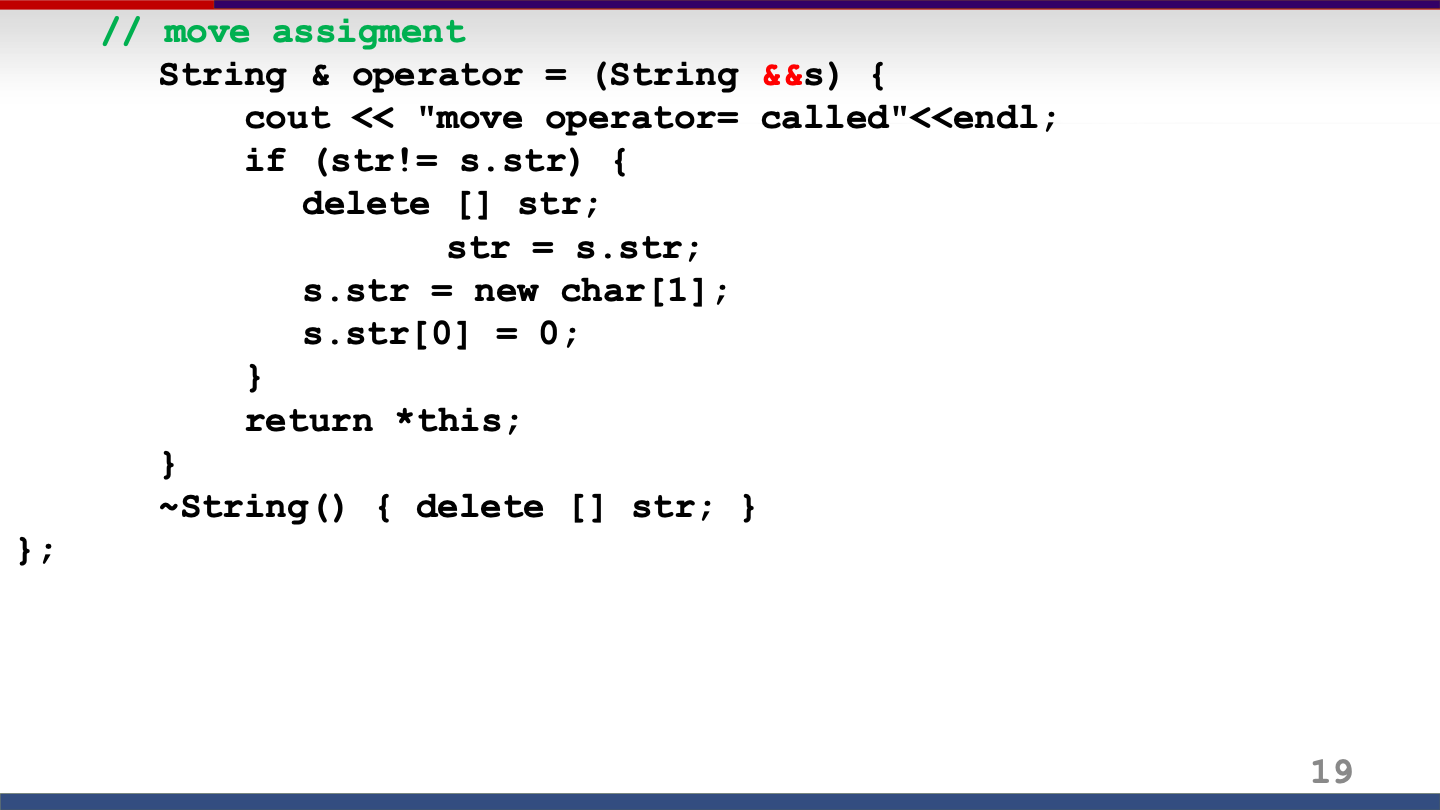 // move assigment
String & operator = (String &&s) {
cout << "move operator= called"<<endl;
if (str!= s.str) {
delete [] str;
str = s.str;
s.str = new char[1];
s.str[0] = 0;
}
return *this;
}
~String() { delete [] str; }
};
19